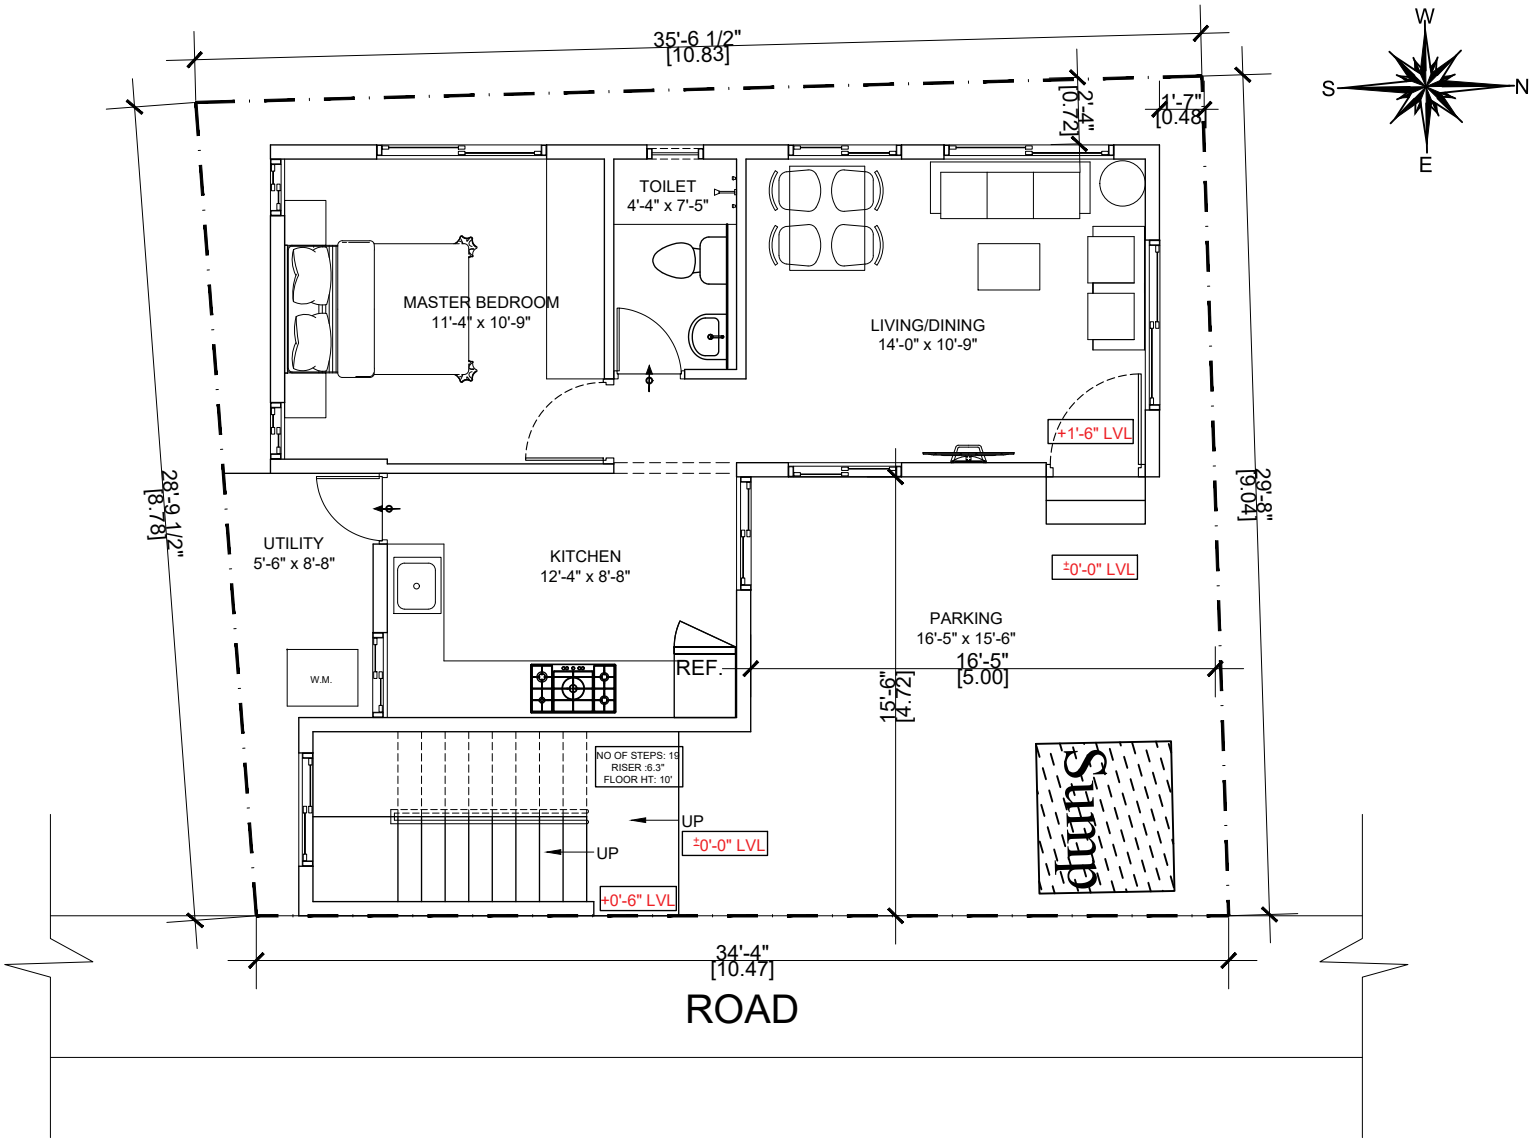 W
S
N
E
35'-6 1/2"
[10.83]
2'-4"
[0.72]
1'-7"
[0.48]
TOILET
4'-4" x 7'-5"
MASTER BEDROOM
11'-4" x 10'-9"
LIVING/DINING
14'-0" x 10'-9"
+1'-6" LVL
28'-9 1/2"
[8.78]
29'-8"
[9.04]
UTILITY
5'-6" x 8'-8"
KITCHEN
12'-4" x 8'-8"
±0'-0" LVL
PARKING
16'-5" x 15'-6"
16'-5"
[5.00]
REF.
W.M.
15'-6"
[4.72]
NO OF STEPS: 19
RISER :6.3"
FLOOR HT: 10'
Sump
UP
±0'-0" LVL
UP
+0'-6" LVL
34'-4"
[10.47]
ROAD